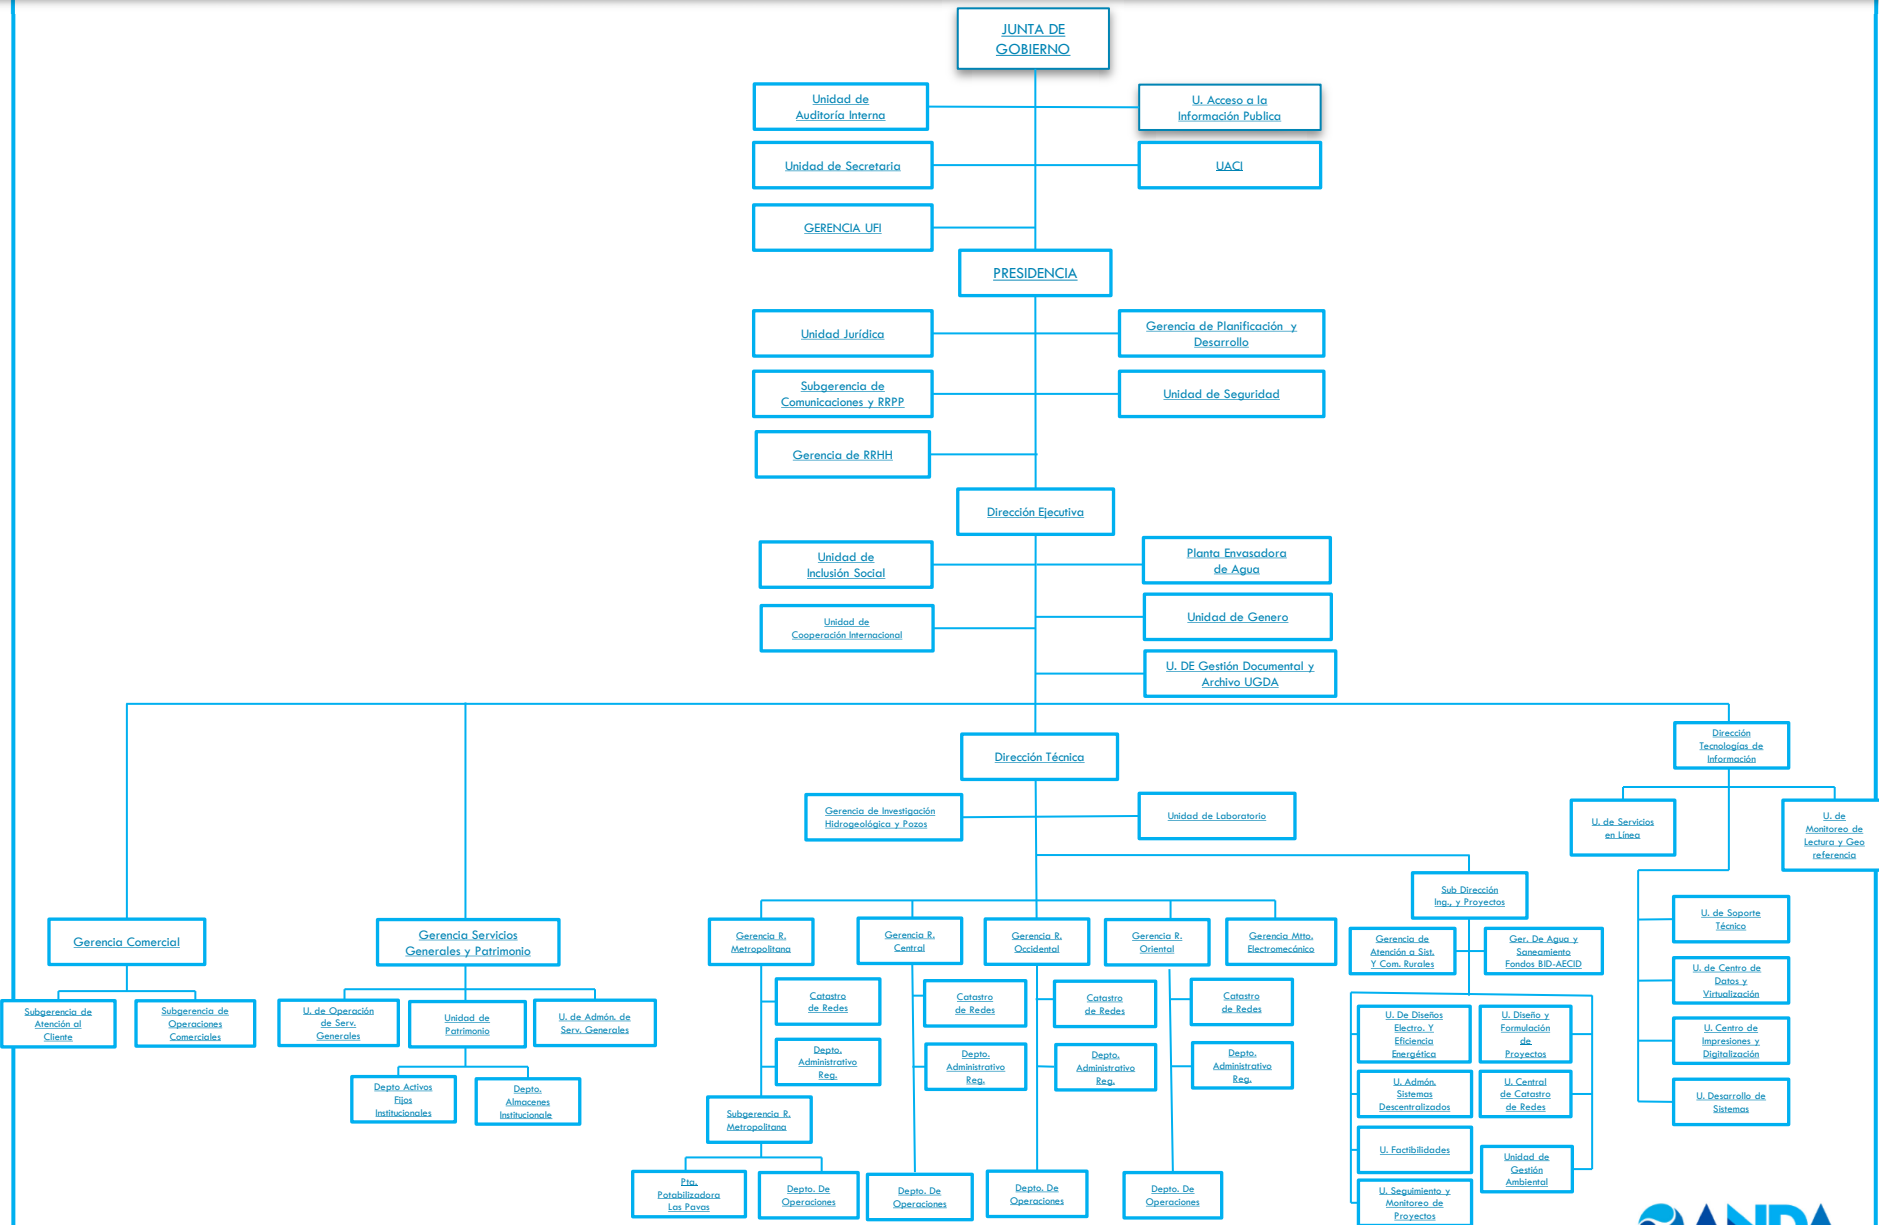 JUNTA DE
GOBIERNO
Unidad de
Auditoría Interna
U. Acceso a la
Información Publica
Unidad de Secretaria
UACI
GERENCIA UFI
PRESIDENCIA
Unidad Jurídica
Gerencia de Planificación y
Desarrollo
Subgerencia de
Comunicaciones y RRPP
Unidad de Seguridad
Gerencia de RRHH
Dirección Ejecutiva
Unidad de
Inclusión Social
Planta Envasadora
de Agua
Unidad de
Cooperación Internacional
Unidad de Genero
U. DE Gestión Documental y
Archivo UGDA
Dirección Técnica
Dirección
Tecnologías de
Información
Gerencia de Investigación
Hidrogeológica y Pozos
Unidad de Laboratorio
U. de Servicios
en Línea
U. de
Monitoreo de
Lectura y Geo
referencia
Sub Dirección
Ing., y Proyectos
Gerencia Comercial
Gerencia Servicios
Generales y Patrimonio
Gerencia R.
Metropolitana
Gerencia R.
Central
Gerencia R.
Occidental
Gerencia R.
Oriental
Gerencia Mtto.
Electromecánico
Gerencia de
Atención a Sist.
Y Com. Rurales
Ger. De Agua y
Saneamiento
Fondos BID-AECID
U. de Soporte
Técnico
U. de Centro de
Datos y
Virtualización
U. Centro de
Impresiones y
Digitalización
U. Desarrollo de
Sistemas
Subgerencia de
Atención al
Cliente
Subgerencia de
Operaciones
Comerciales
U. de Operación
de Serv.
Generales
Unidad de
Patrimonio
U. de Admón. de
Serv. Generales
Depto Activos
Fijos
Institucionales
Depto.
Almacenes
Institucionale
Catastro
de Redes
Catastro
de Redes
Catastro
de Redes
Catastro
de Redes
Depto.
Administrativo
Reg.
Depto.
Administrativo
Reg.
Depto.
Administrativo
Reg.
Depto.
Administrativo
Reg.
Subgerencia R.
Metropolitana
Pta.
Potabilizadora
Las Pavas
Depto. De
Operaciones
Depto. De
Operaciones
Depto. De
Operaciones
Depto. De
Operaciones
U. De Diseños
Electro. Y
Eficiencia
Energética
U. Diseño y
Formulación
de
Proyectos
U. Admón.
Sistemas
Descentralizados
U. Central
de Catastro
de Redes
U. Factibilidades
Unidad de
Gestión
Ambiental
U. Seguimiento y
Monitoreo de
Proyectos
ANDA